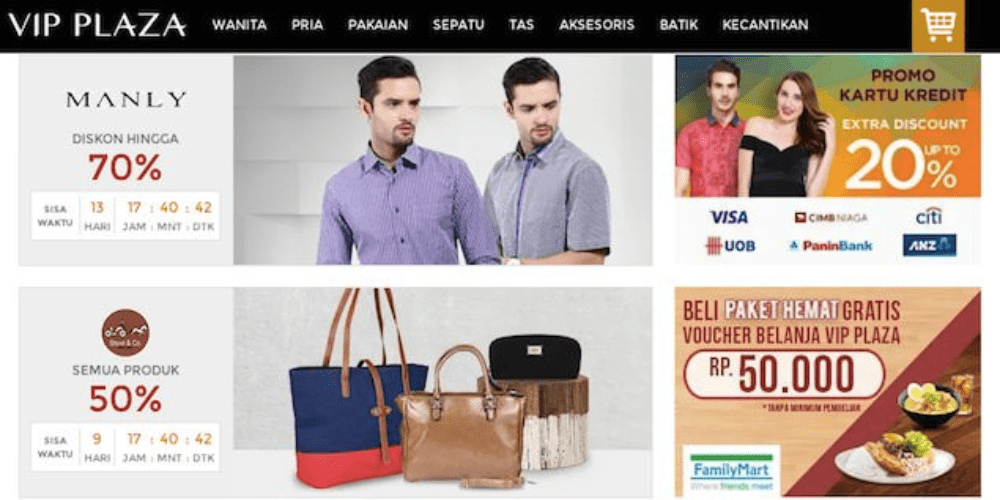 VIP PLAZA
WANITA PRIA PAKAIAN SEPATU TAS AKSESORIS BATIK KECANTIKAN
MANLY
DISKON HINGGA
70%
SISA WAKTU
13 17 : 40 : 42
HARI JAM : MNT : DTK
PROMO
KARTU KREDIT
EXTRA DISCOUNT
UP TO
20%
VISA CIMB NIAGA citi
UOB PaninBank ANZ
SEMUA PRODUK
50%
SISA WAKTU
9 17 : 40 : 42
HARI JAM : MNT : DTK
BELI PAKET HEMAT GRATIS
VOUCHER BELANJA VIP PLAZA
RP. 50.000
*TANPA MINIMUM PEMBELIAN
FamilyMart
Where friends meet